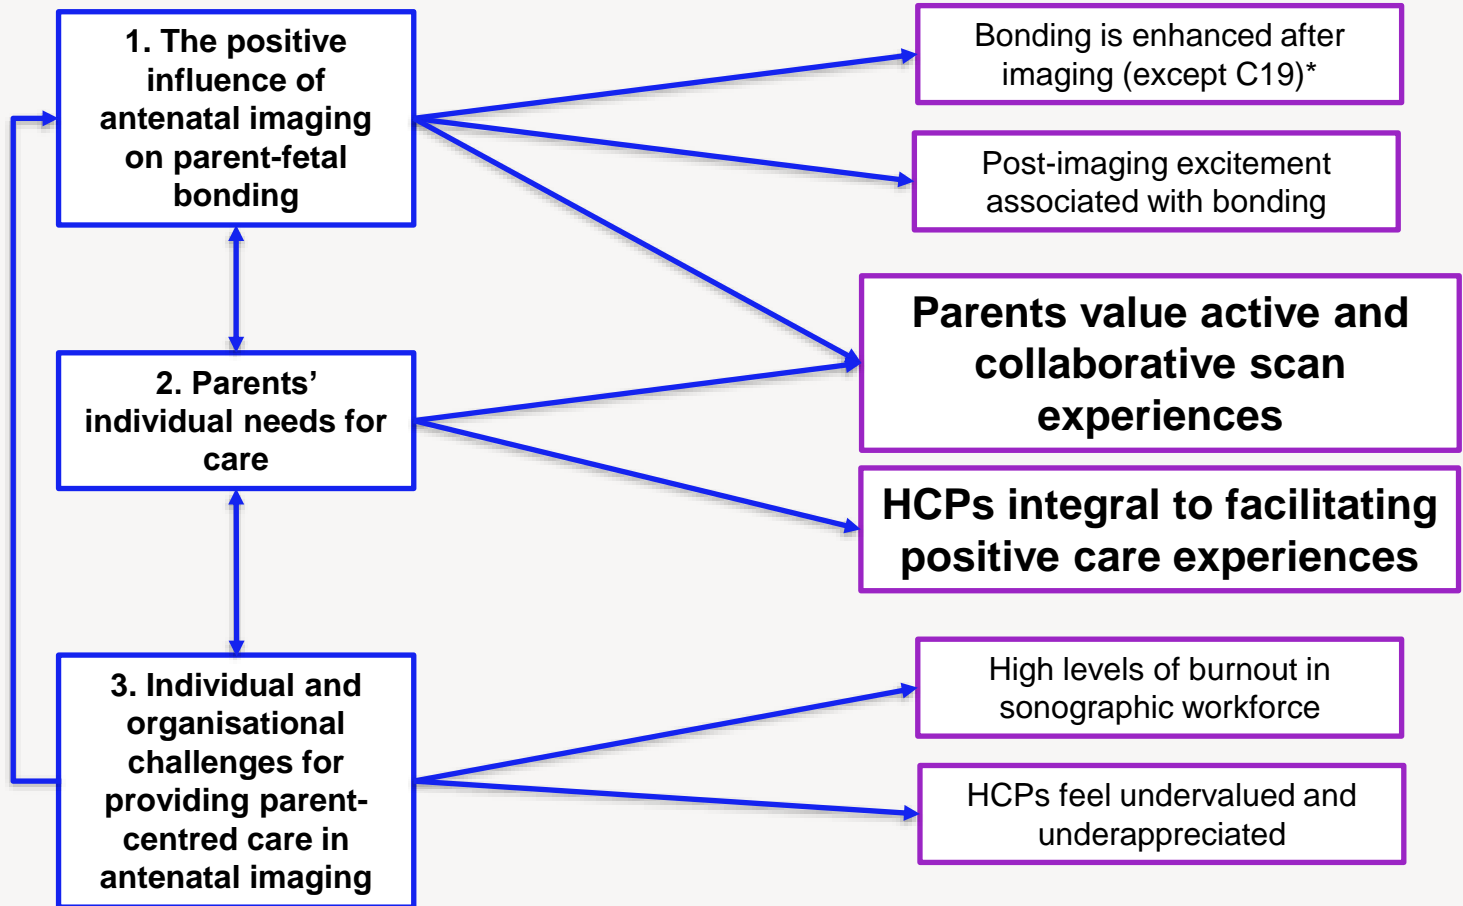 1. The positive
influence of
antenatal imaging
on parent-fetal
bonding
2. Parents’
individual needs for
care
3. Individual and
organisational
challenges for
providing parent-
centred care in
antenatal imaging
Bonding is enhanced after
imaging (except C19)*
Post-imaging excitement
associated with bonding
Parents value active and
collaborative scan
experiences
HCPs integral to facilitating
positive care experiences
High levels of burnout in
sonographic workforce
HCPs feel undervalued and
underappreciated